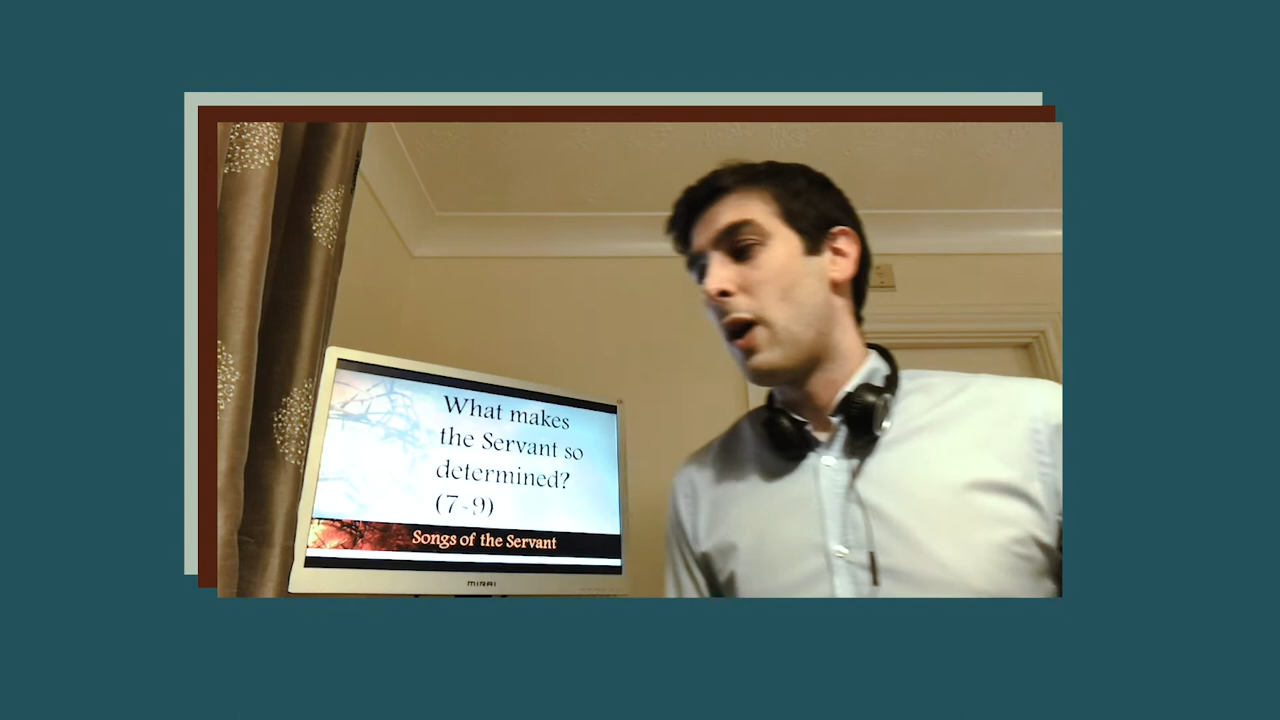 What makes
the Servant so
determined?
(7-9)
Songs of the Servant
MIRAI